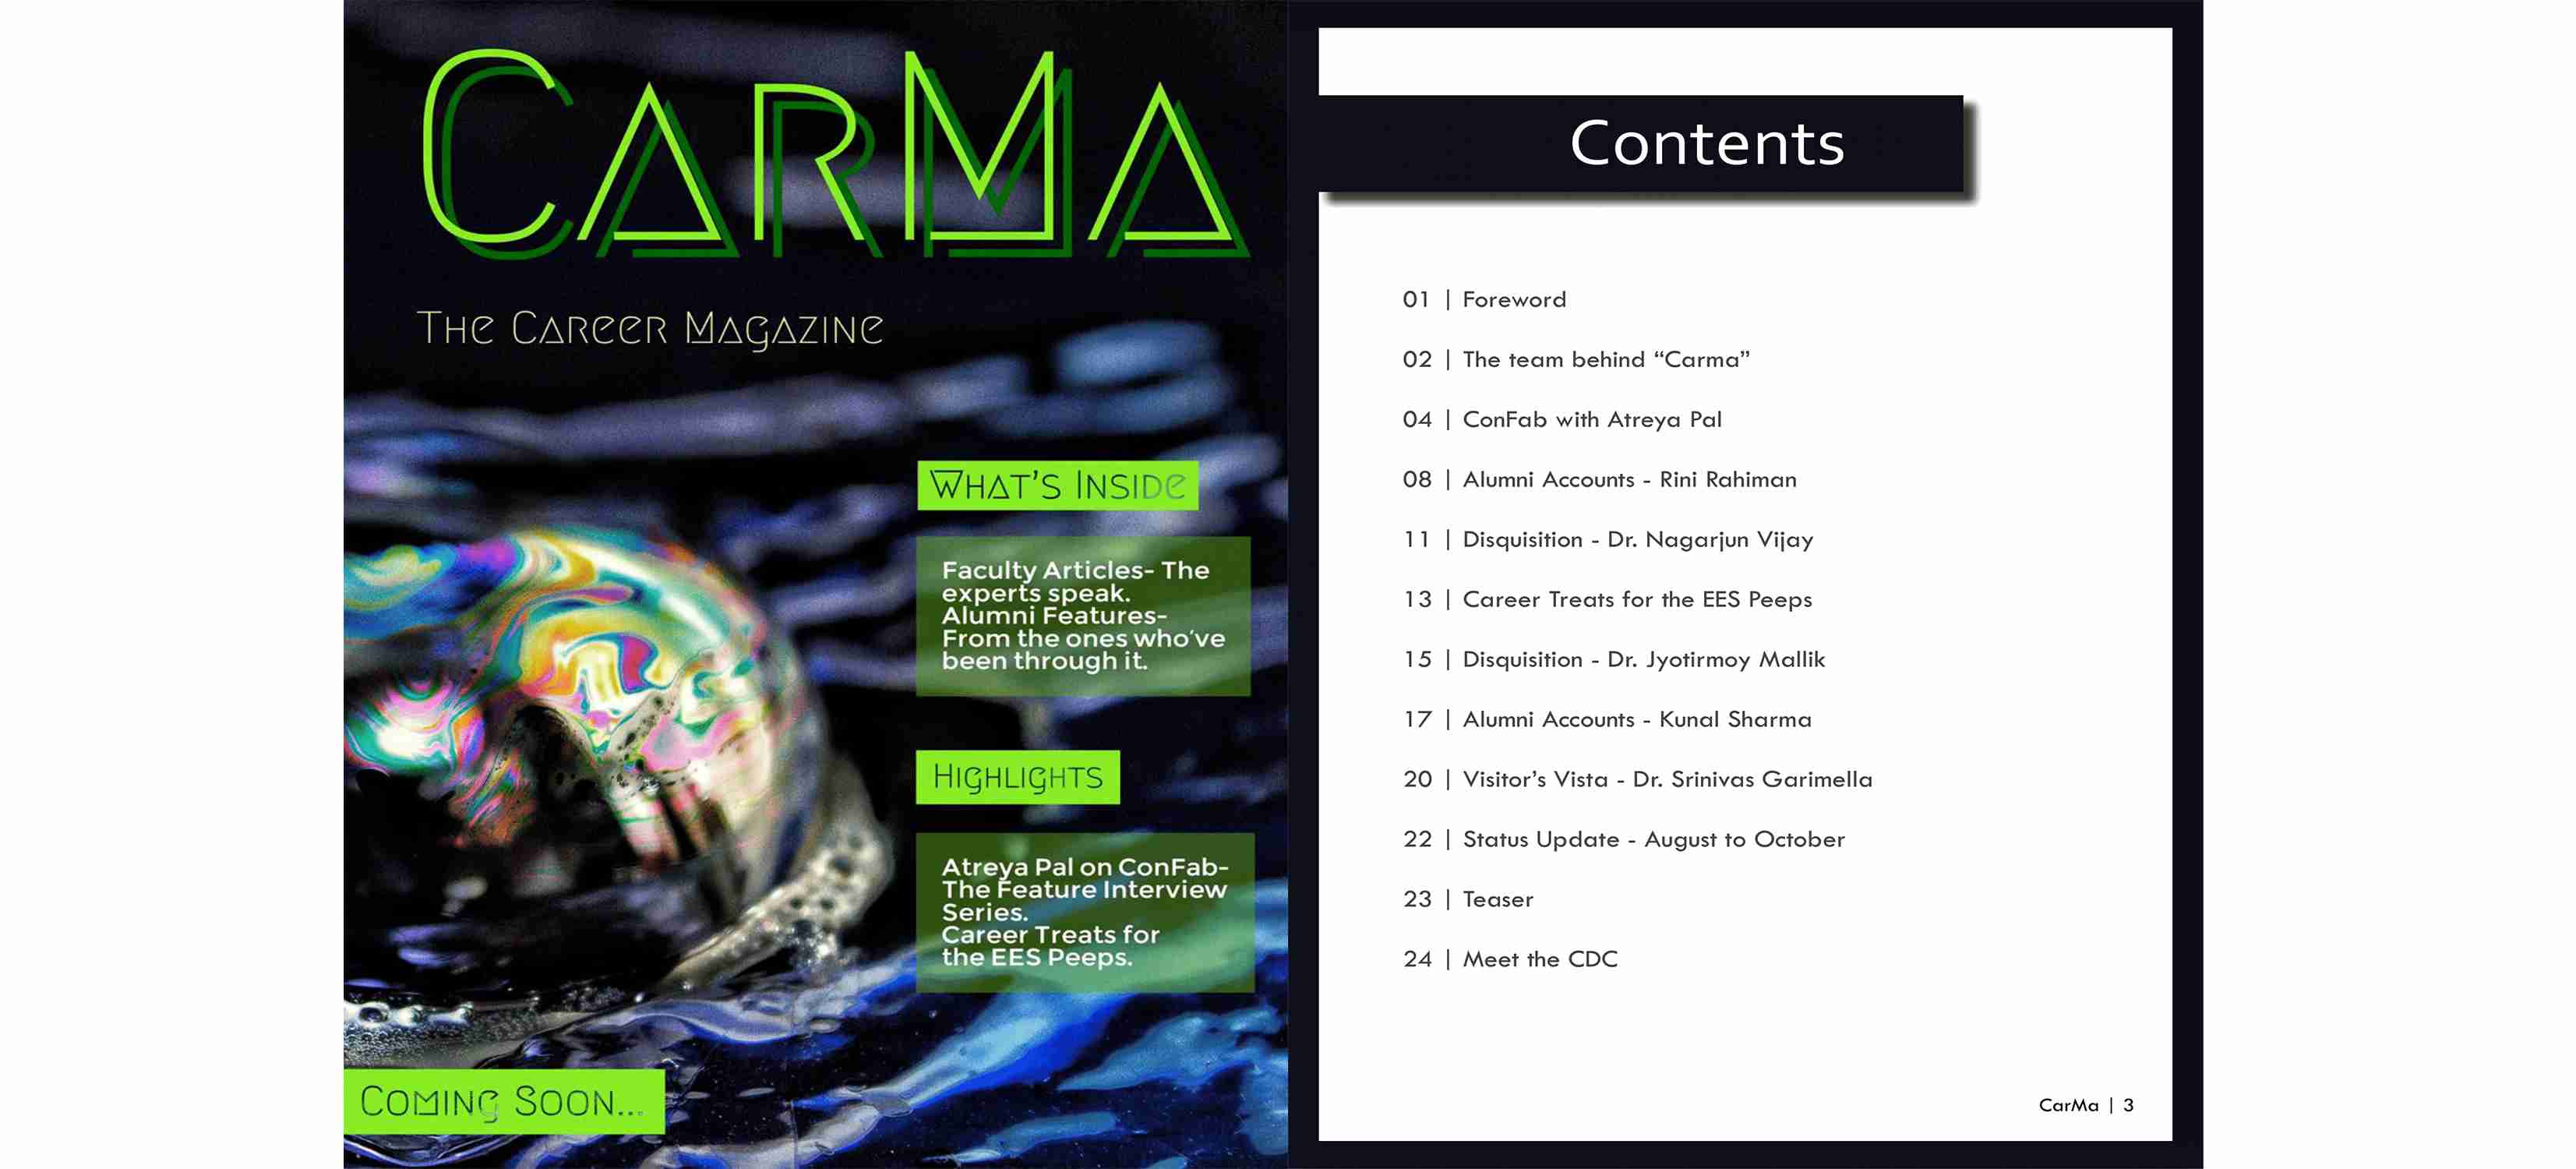 CARMA
THE CAREER MAGAZINE
WHAT'S INSIDE
Faculty Articles- The
experts speak.
Alumni Features-
From the ones who've
been through it.
HIGHLIGHTS
Atreya Pal on ConFab-
The Feature Interview
Series.
Career Treats for
the EES Peeps.
COMING SOON...
Contents
01 | Foreword
02 | The team behind “Carma”
04 | ConFab with Atreya Pal
08 | Alumni Accounts - Rini Rahiman
11 | Disquisition - Dr. Nagarjun Vijay
13 | Career Treats for the EES Peeps
15 | Disquisition - Dr. Jyotirmoy Mallik
17 | Alumni Accounts - Kunal Sharma
20 | Visitor’s Vista - Dr. Srinivas Garimella
22 | Status Update - August to October
23 | Teaser
24 | Meet the CDC
CarMa | 3